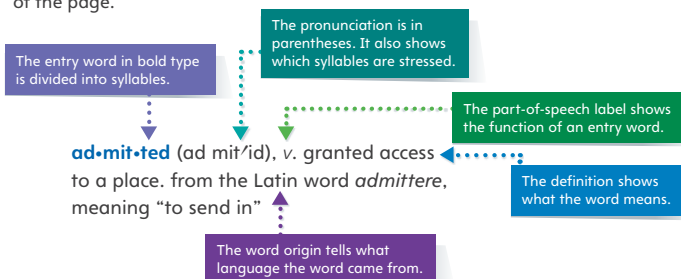 of the page.
The pronunciation is in
parentheses. It also shows
which syllables are stressed.
The entry word in bold type
is divided into syllables.
The part-of-speech label shows
the function of an entry word.
ad•mit•ted (ad mit′id), v. granted access
to a place. from the Latin word admittere,
meaning “to send in”
The definition shows
what the word means.
The word origin tells what
language the word came from.